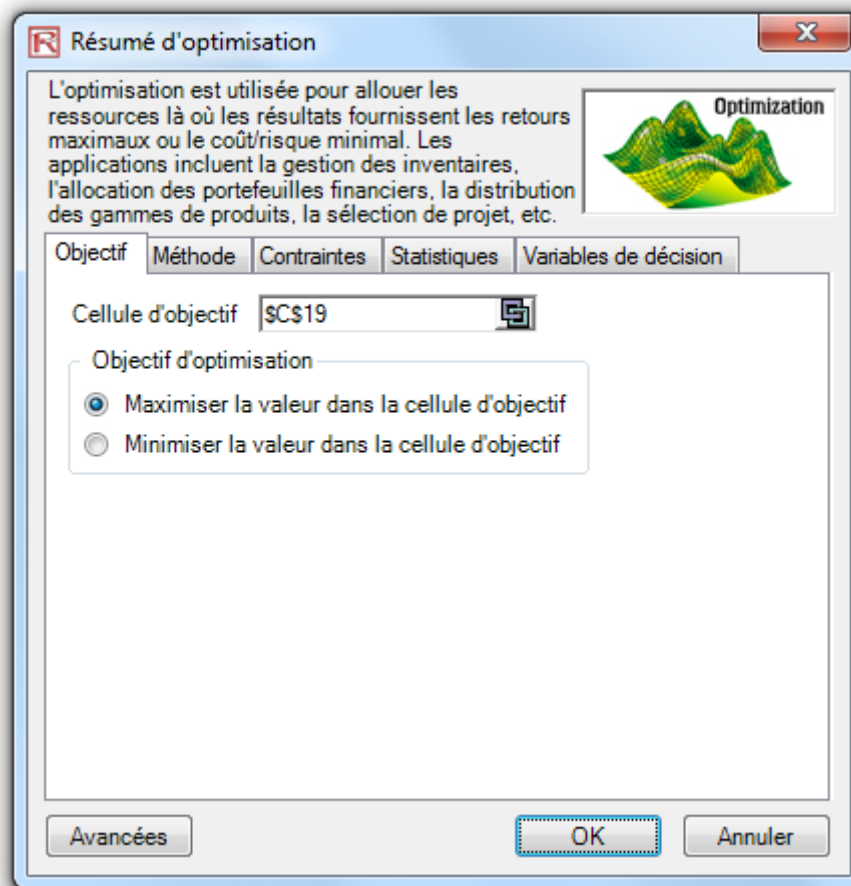 Résumé d'optimisation
L'optimisation est utilisée pour allouer les
ressources là où les résultats fournissent les retours
maximaux ou le coût/risque minimal. Les
applications incluent la gestion des inventaires,
l'allocation des portefeuilles financiers, la distribution
des gammes de produits, la sélection de projet, etc.
Optimization
Objectif Méthode Contraintes Statistiques Variables de décision
Cellule d'objectif $C$19
Objectif d'optimisation
Maximiser la valeur dans la cellule d'objectif
Minimiser la valeur dans la cellule d'objectif
Avancées OK Annuler